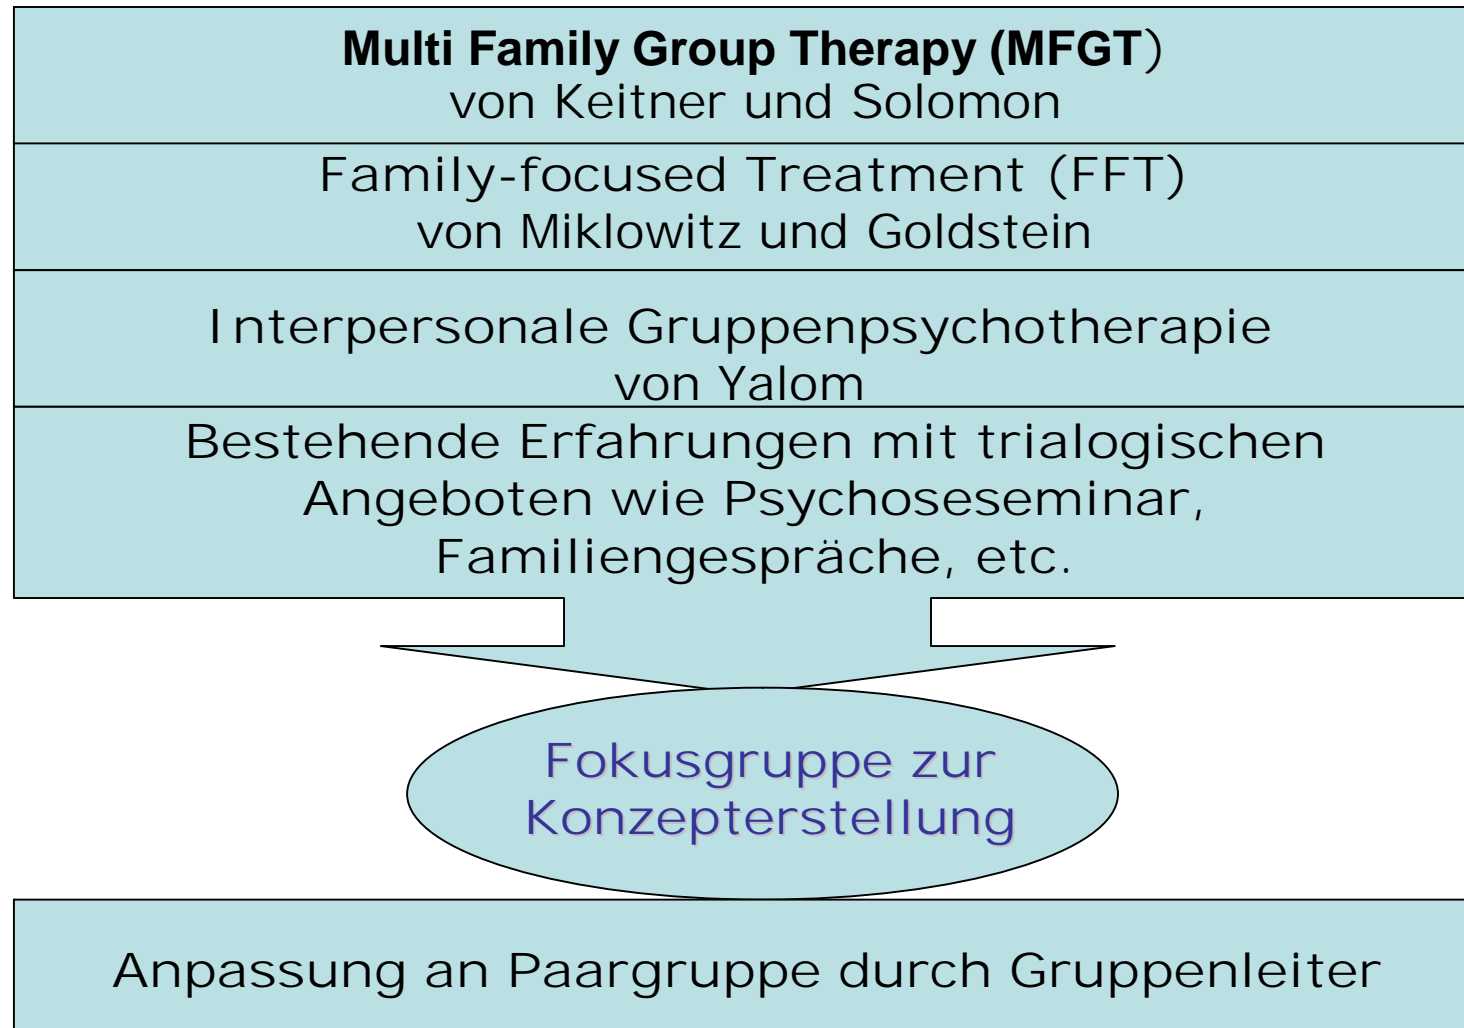 Multi Family Group Therapy (MFGT)
von Keitner und Solomon
Family-focused Treatment (FFT)
von Miklowitz und Goldstein
Interpersonale Gruppenpsychotherapie
von Yalom
Bestehende Erfahrungen mit trialogischen
Angeboten wie Psychoseseminar,
Familiengespräche, etc.
Fokusgruppe zur
Konzepterstellung
Anpassung an Paargruppe durch Gruppenleiter